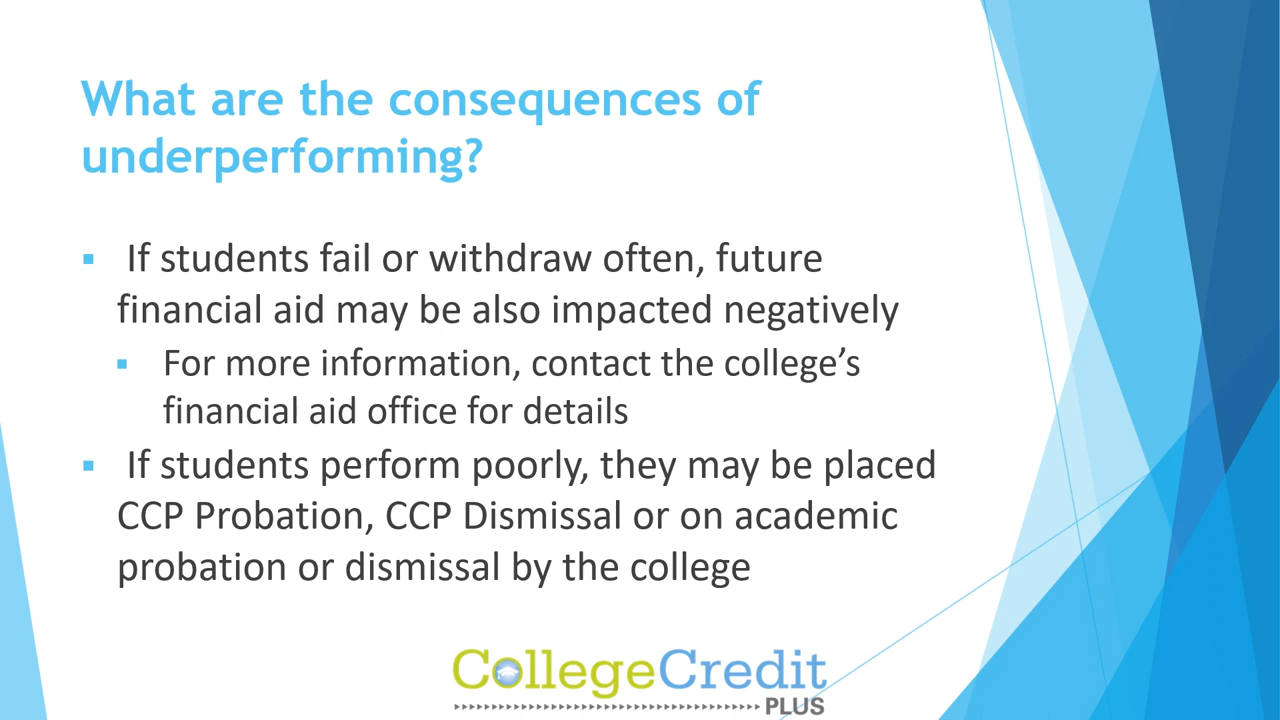 What are the consequences of
underperforming?
▪ If students fail or withdraw often, future
financial aid may be also impacted negatively
▪ For more information, contact the college’s
financial aid office for details
▪ If students perform poorly, they may be placed
CCP Probation, CCP Dismissal or on academic
probation or dismissal by the college
CollegeCredit
PLUS